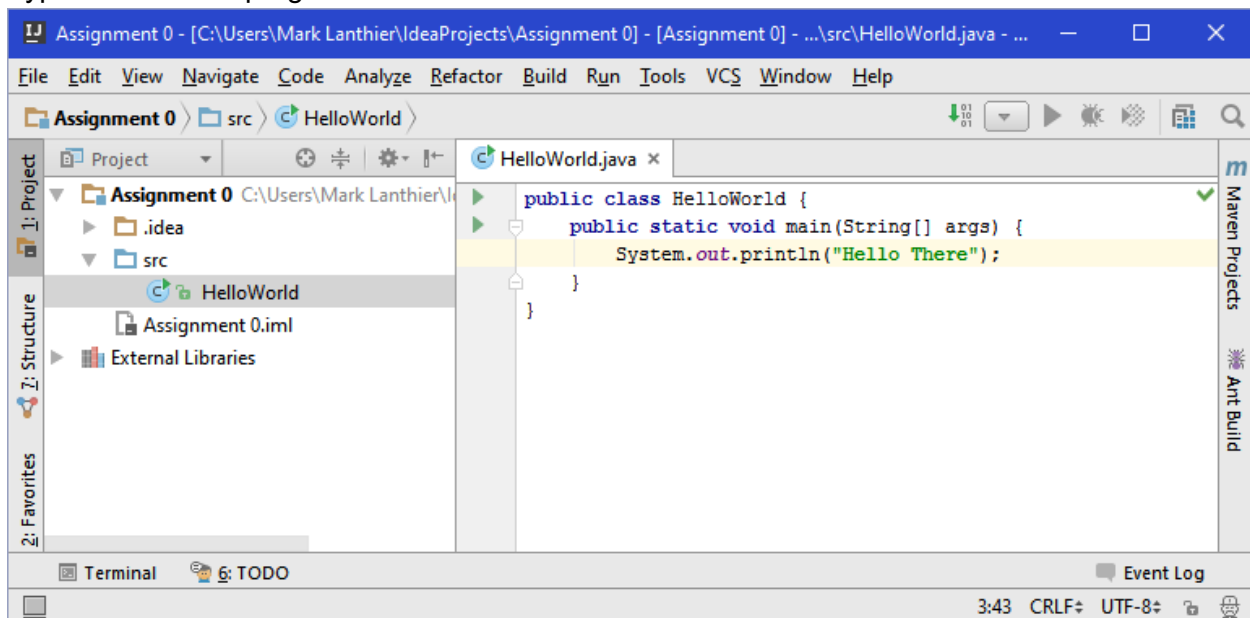 Assignment 0 - [C:\Users\Mark Lanthier\IdeaProjects\Assignment 0] - [Assignment 0] - ...\src\HelloWorld.java - ...
File Edit View Navigate Code Analyze Refactor Build Run Tools VCS Window Help
Assignment 0 src HelloWorld
1: Project
7: Structure
2: Favorites
Project
Assignment 0 C:\Users\Mark Lanthier\I
.idea
src
HelloWorld
Assignment 0.iml
External Libraries
HelloWorld.java
public class HelloWorld {
public static void main(String[] args) {
System.out.println("Hello There");
}
}
Maven Projects
Ant Build
Terminal 6: TODO Event Log
3:43 CRLF UTF-8